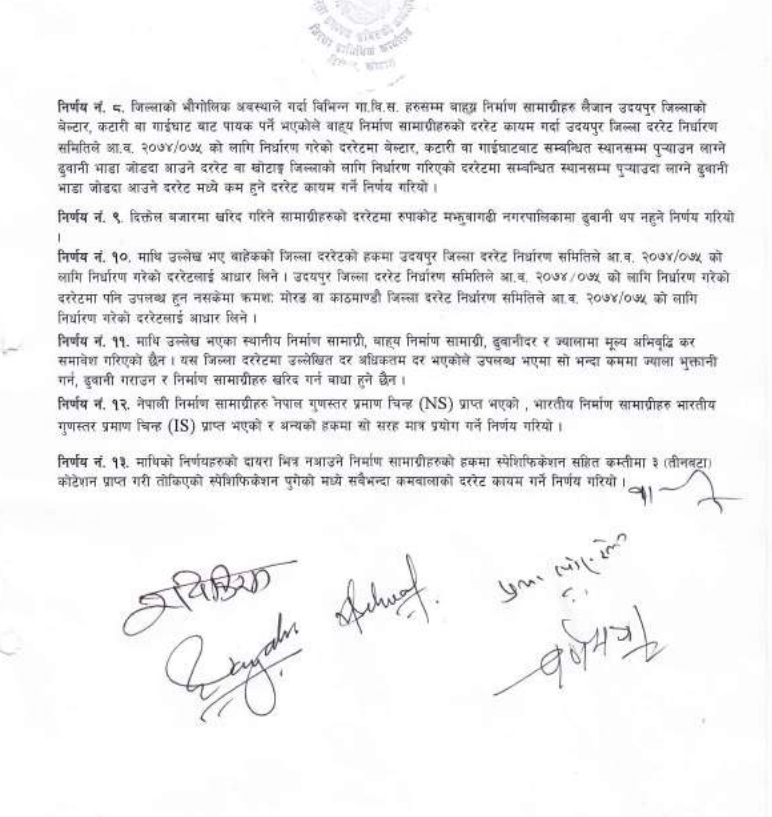 निर्णय नं. ८. जिल्लाको भौगोलिक अवस्थाले गर्दा विभिन्न गा.वि.स. हरुसम्म बाह्य निर्माण सामाग्रीहरु लैजान उदयपुर जिल्लाको
बेल्टार, कटारी वा गाईघाट बाट पायक पर्ने भएकोले वाह्य निर्माण सामाग्रीहरुको दररेट कायम गर्दा उदयपुर जिल्ला दररेट निर्धारण
समितिले आ.व. २०७४/०७५ को लागि निर्धारण गरेको दररेटमा बेल्टार, कटारी वा गाईघाटबाट सम्बन्धित स्थानसम्म पुऱ्याउन लाग्ने
ढुवानी भाडा जोडदा आउने दररेट वा खोटाङ्ग जिल्लाको लागि निर्धारण गरिएको दररेटमा सम्वन्धित स्थानसम्म पुऱ्याउदा लाग्ने ढुवानी
भाडा जोडदा आउने दररेट मध्ये कम हुने दररेट कायम गर्ने निर्णय गरियो ।
निर्णय नं. ९. दिक्तेल बजारमा खरिद गरिने सामाग्रीहरुको दररेटमा रुपाकोट मझुवागढी नगरपालिकामा ढुवानी थप नहुने निर्णय गरियो
।
निर्णय नं. १०. माथि उल्लेख भए बाहेकको जिल्ला दररेटको हकमा उदयपुर जिल्ला दररेट निर्धारण समितिले आ.व. २०७४/०७५ को
लागि निर्धारण गरेको दररेटलाई आधार लिने । उदयपुर जिल्ला दररेट निर्धारण समितिले आ.व. २०७४/०७५ को लागि निर्धारण गरेको
दररेटमा पनि उपलब्ध हुन नसकेमा क्रमशः मोरङ वा काठमाण्डौ जिल्ला दररेट निर्धारण समितिले आ.व. २०७४/०७५ को लागि
निर्धारण गरेको दररेटलाई आधार लिने ।
निर्णय नं. ११. माथि उल्लेख भएका स्थानीय निर्माण सामाग्री, बाह्य निर्माण सामाग्री, ढुवानीदर र ज्यालामा मूल्य अभिवृद्धि कर
समावेश गरिएको छैन । यस जिल्ला दररेटमा उल्लेखित दर अधिकतम दर भएकोले उपलब्ध भएमा सो भन्दा कममा ज्याला भुक्तानी
गर्न, ढुवानी गराउन र निर्माण सामाग्रीहरु खरिद गर्न बाधा हुने छैन ।
निर्णय नं. १२. नेपाली निर्माण सामाग्रीहरु नेपाल गुणस्तर प्रमाण चिन्ह (NS) प्राप्त भएको , भारतीय निर्माण सामाग्रीहरु भारतीय
गुणस्तर प्रमाण चिन्ह (IS) प्राप्त भएको र अन्यको हकमा सो सरह मात्र प्रयोग गर्ने निर्णय गरियो ।
निर्णय नं. १३. माथिको निर्णयहरुको दायरा भित्र नआउने निर्माण सामाग्रीहरुको हकमा स्पेशिफिकेशन सहित कम्तीमा ३ (तीनवटा)
कोटेशन प्राप्त गरी तोकिएको स्पेशिफिकेशन पुगेको मध्ये सबैभन्दा कमवालाको दररेट कायम गर्ने निर्णय गरियो ।